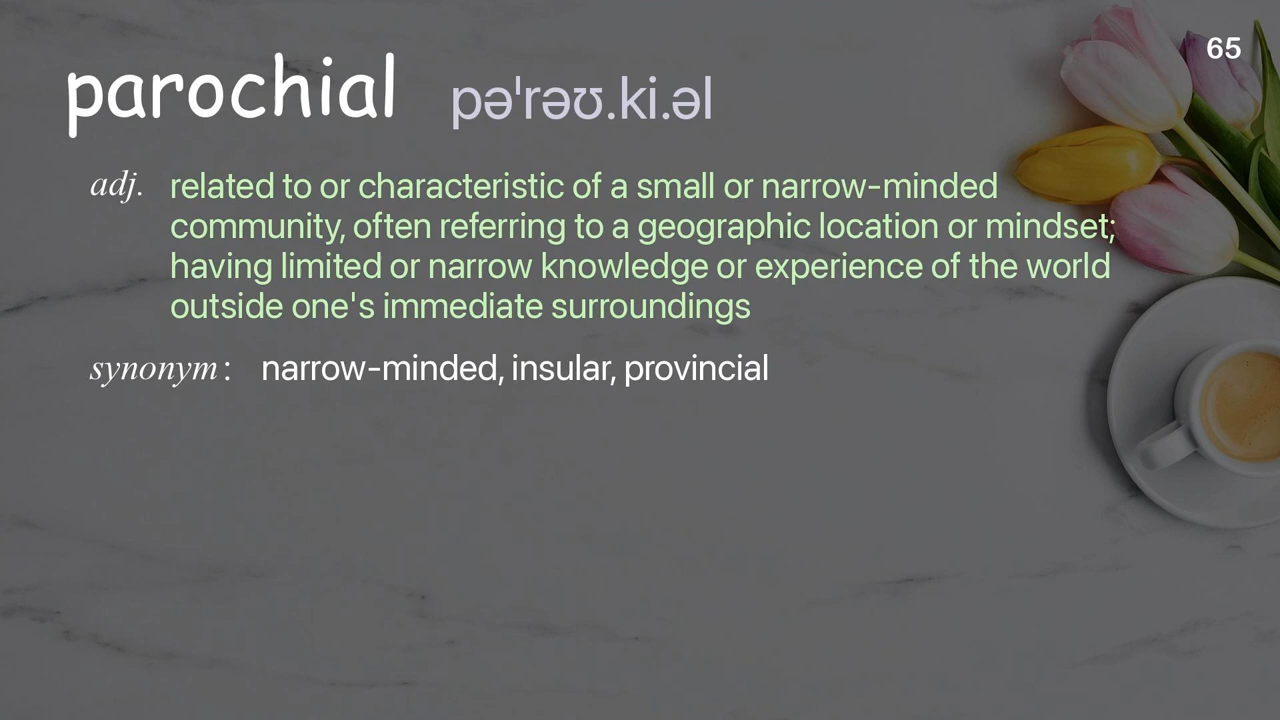 65
parochial pəˈrəʊ.ki.əl
adj. related to or characteristic of a small or narrow-minded
community, often referring to a geographic location or mindset;
having limited or narrow knowledge or experience of the world
outside one's immediate surroundings
synonym: narrow-minded, insular, provincial